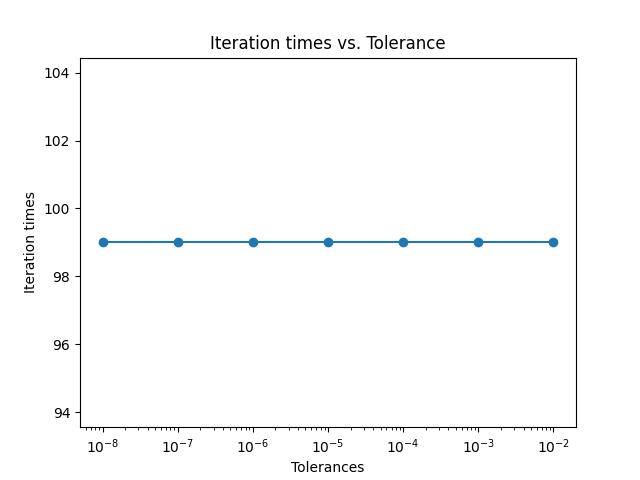 Iteration times vs. Tolerance
104
102
100
98
96
94
Iteration times
10⁻⁸ 10⁻⁷ 10⁻⁶ 10⁻⁵ 10⁻⁴ 10⁻³ 10⁻²
Tolerances